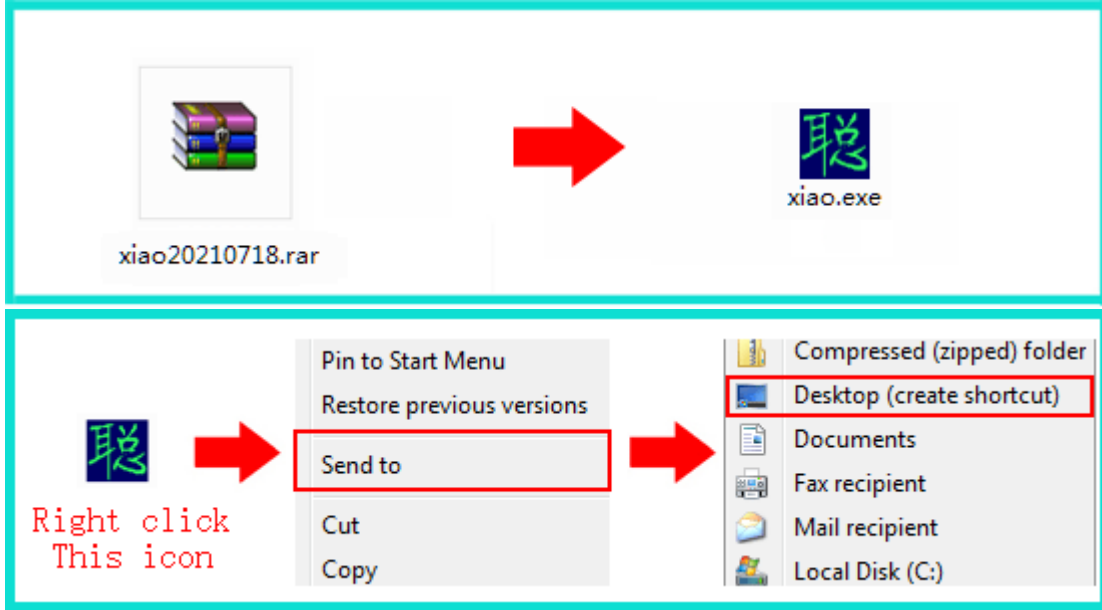 聪
xiao.exe
xiao20210718.rar
聪
Right click
This icon
Pin to Start Menu
Restore previous versions
Send to
Cut
Copy
Compressed (zipped) folder
Desktop (create shortcut)
Documents
Fax recipient
Mail recipient
Local Disk (C:)